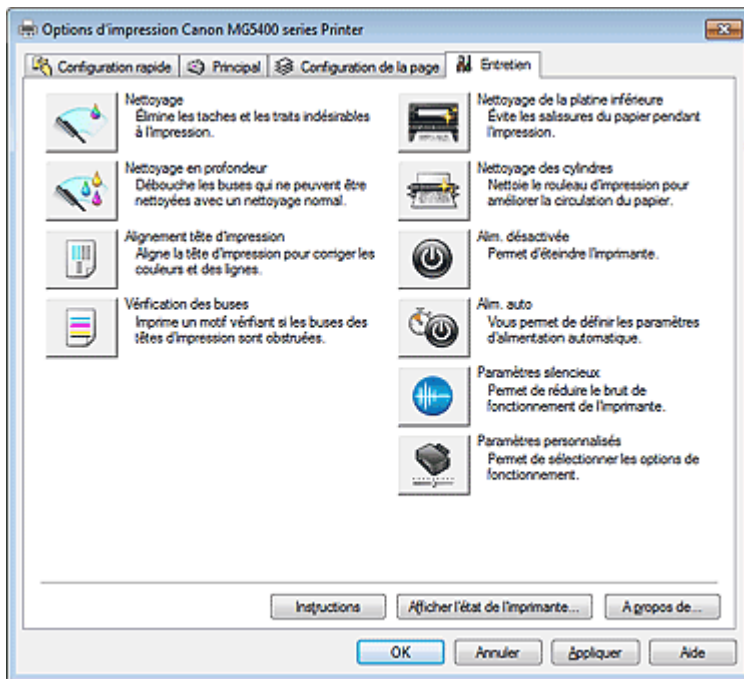 Options d'impression Canon MG5400 series Printer
Configuration rapide
Principal
Configuration de la page
Entretien
Nettoyage
Élimine les taches et les traits indésirables
à l'impression.
Nettoyage en profondeur
Débouche les buses qui ne peuvent être
nettoyées avec un nettoyage normal.
Alignement tête d'impression
Aligne la tête d'impression pour corriger les
couleurs et des lignes.
Vérification des buses
Imprime un motif vérifiant si les buses des
têtes d'impression sont obstruées.
Nettoyage de la platine inférieure
Évite les salissures du papier pendant
l'impression.
Nettoyage des cylindres
Nettoie le rouleau d'impression pour
améliorer la circulation du papier.
Alim. désactivée
Permet d'éteindre l'imprimante.
Alim. auto
Vous permet de définir les paramètres
d'alimentation automatique.
Paramètres silencieux
Permet de réduire le bruit de
fonctionnement de l'imprimante.
Paramètres personnalisés
Permet de sélectionner les options de
fonctionnement.
Instructions
Afficher l'état de l'imprimante...
A propos de...
OK
Annuler
Appliquer
Aide